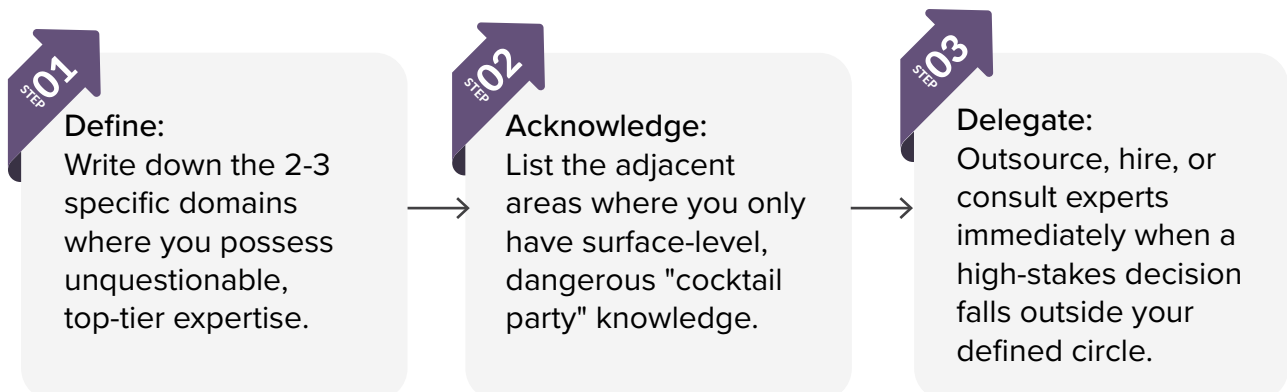 STEP 01
Define:
Write down the 2-3
specific domains
where you possess
unquestionable,
top-tier expertise.
STEP 02
Acknowledge:
List the adjacent
areas where you only
have surface-level,
dangerous "cocktail
party" knowledge.
STEP 03
Delegate:
Outsource, hire, or
consult experts
immediately when a
high-stakes decision
falls outside your
defined circle.